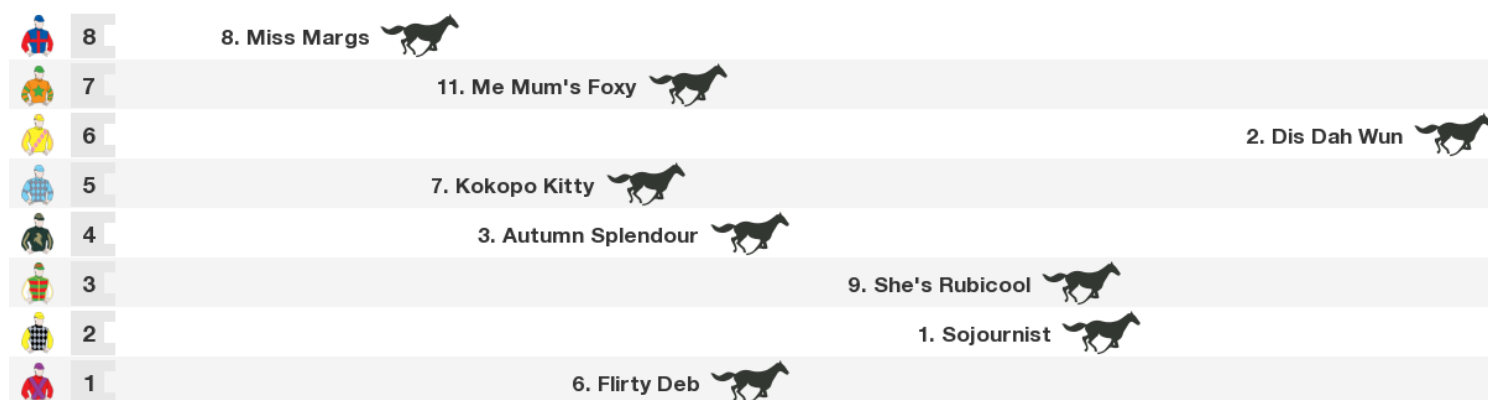 8 8. Miss Margs
7 11. Me Mum's Foxy
6 2. Dis Dah Wun
5 7. Kokopo Kitty
4 3. Autumn Splendour
3 9. She's Rubicool
2 1. Sojournist
1 6. Flirty Deb